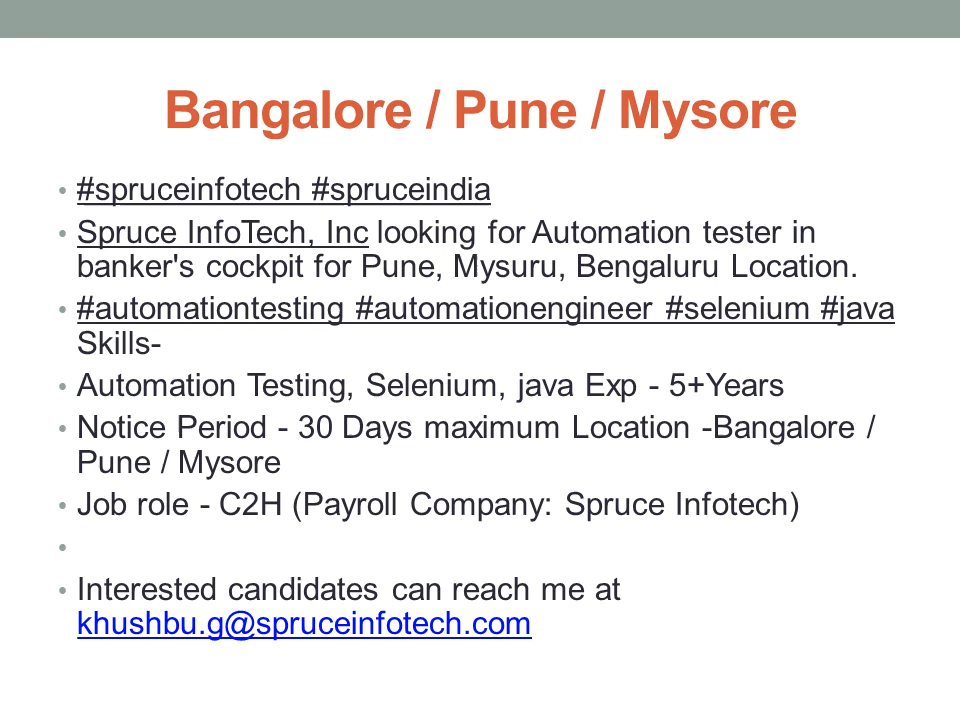 Bangalore / Pune / Mysore
• #spruceinfotech #spruceindia
• Spruce InfoTech, Inc looking for Automation tester in
banker's cockpit for Pune, Mysuru, Bengaluru Location.
• #automationtesting #automationengineer #selenium #java
Skills-
• Automation Testing, Selenium, java Exp - 5+Years
• Notice Period - 30 Days maximum Location -Bangalore /
Pune / Mysore
• Job role - C2H (Payroll Company: Spruce Infotech)
•
• Interested candidates can reach me at
khushbu.g@spruceinfotech.com